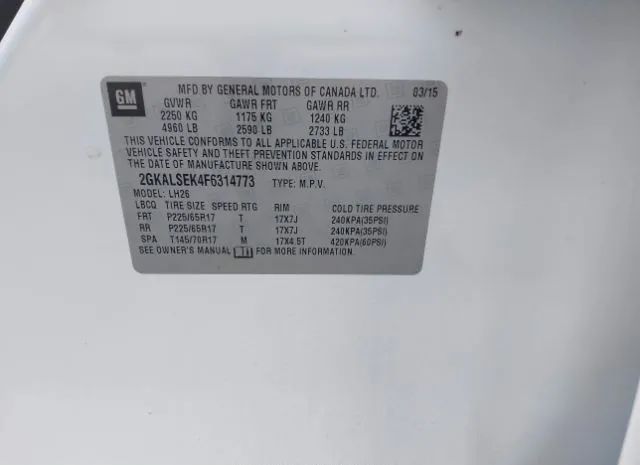 GM
MFD BY GENERAL MOTORS OF CANADA LTD. 03/15
GVWR GAWR FRT GAWR RR
2250 KG 1175 KG 1240 KG
4960 LB 2590 LB 2733 LB
THIS VEHICLE CONFORMS TO ALL APPLICABLE U.S. FEDERAL MOTOR
VEHICLE SAFETY AND THEFT PREVENTION STANDARDS IN EFFECT ON
THE DATE OF MANUFACTURE SHOWN ABOVE.
2GKALSEK4F6314773 TYPE: M.P.V.
MODEL: LH26
LBCQ TIRE SIZE SPEED RTG RIM COLD TIRE PRESSURE
FRT P225/65R17 T 17X7J 240KPA(35PSI)
RR P225/65R17 T 17X7J 240KPA(35PSI)
SPA T145/70R17 M 17X4.5T 420KPA(60PSI)
SEE OWNER'S MANUAL FOR MORE INFORMATION.